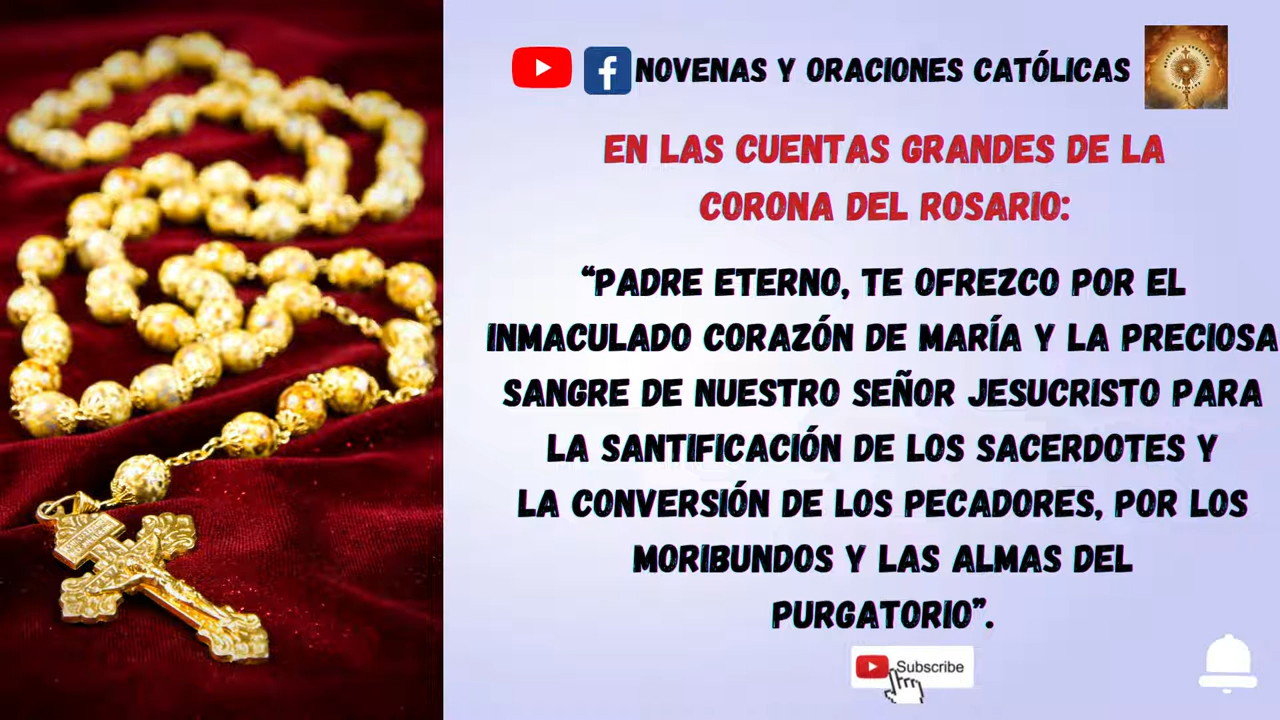 NOVENAS Y ORACIONES CATÓLICAS
EN LAS CUENTAS GRANDES DE LA
CORONA DEL ROSARIO:
“PADRE ETERNO, TE OFREZCO POR EL
INMACULADO CORAZÓN DE MARÍA Y LA PRECIOSA
SANGRE DE NUESTRO SEÑOR JESUCRISTO PARA
LA SANTIFICACIÓN DE LOS SACERDOTES Y
LA CONVERSIÓN DE LOS PECADORES, POR LOS
MORIBUNDOS Y LAS ALMAS DEL
PURGATORIO”.
Subscribe